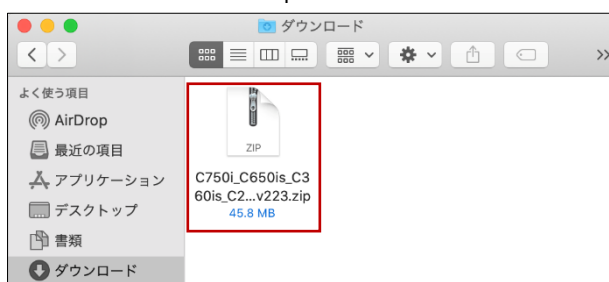 ダウンロード
よく使う項目
AirDrop
最近の項目
アプリケーション
デスクトップ
書類
ダウンロード
ZIP
C750i_C650is_C3
60is_C2...v223.zip
45.8 MB